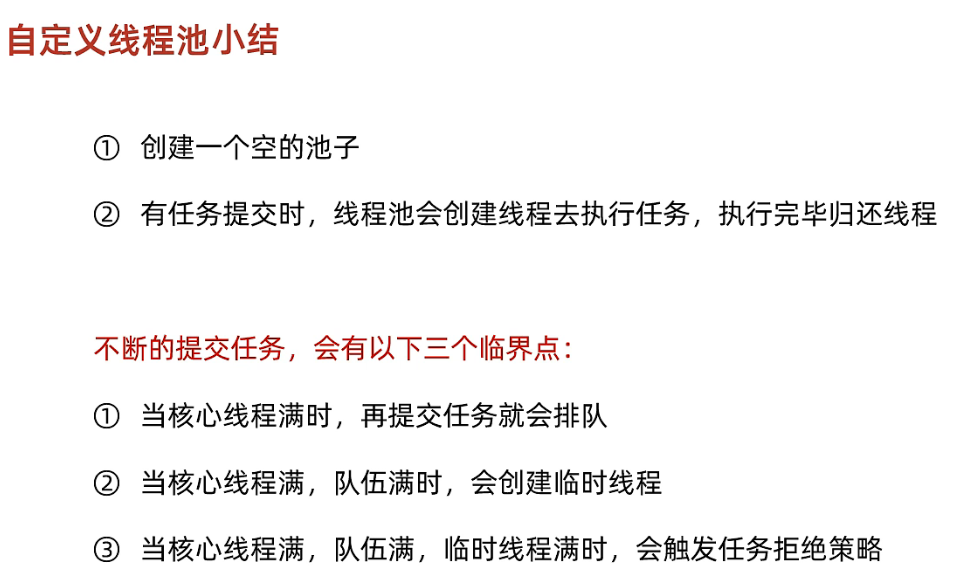 自定义线程池小结
① 创建一个空的池子
② 有任务提交时，线程池会创建线程去执行任务，执行完毕归还线程
不断的提交任务，会有以下三个临界点：
① 当核心线程满时，再提交任务就会排队
② 当核心线程满，队伍满时，会创建临时线程
③ 当核心线程满，队伍满，临时线程满时，会触发任务拒绝策略